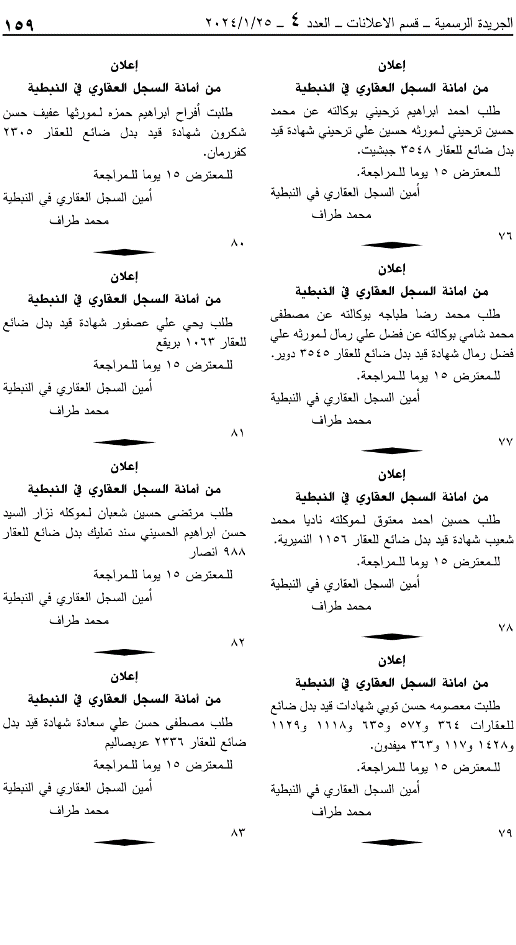 الجريدة الرسمية – قسم الاعلانات – العدد ٤ – ٢٠٢٤/١/٢٥
١٥٩
إعلان
من امانة السجل العقاري في النبطية
طلب احمد ابراهيم ترحيني بوكالته عن محمد
حسين ترحيني لمورثه حسين علي ترحيني شهادة قيد
بدل ضائع للعقار ٣٥٤٨ جبشيت.
للمعترض ١٥ يوما للمراجعة.
أمين السجل العقاري في النبطية
محمد طراف
٧٦
إعلان
من امانة السجل العقاري في النبطية
طلب محمد رضا طباجه بوكالته عن مصطفى
محمد شامي بوكالته عن فضل علي رمال لمورثه علي
فضل رمال شهادة قيد بدل ضائع للعقار ٣٥٤٥ دوير.
للمعترض ١٥ يوما للمراجعة.
أمين السجل العقاري في النبطية
محمد طراف
٧٧
إعلان
من امانة السجل العقاري في النبطية
طلب حسين احمد معتوق لموكلته ناديا محمد
شعيب شهادة قيد بدل ضائع للعقار ١١٥٦ النميرية.
للمعترض ١٥ يوما للمراجعة.
أمين السجل العقاري في النبطية
محمد طراف
٧٨
إعلان
من امانة السجل العقاري في النبطية
طلبت معصومه حسن توبي شهادات قيد بدل ضائع
للعقارات ٣٦٤ و٥٧٢ و٦٣٥ و١١١٨ و١١٢٩
و١٤٢٨ و١١٧ و٣٦٣ ميفدون.
للمعترض ١٥ يوما للمراجعة.
أمين السجل العقاري في النبطية
محمد طراف
٧٩
إعلان
من أمانة السجل العقاري في النبطية
طلبت أفراح ابراهيم حمزه لمورثها عفيف حسن
شكرون شهادة قيد بدل ضائع للعقار ٢٣٠٥
كفررمان.
للمعترض ١٥ يوما للمراجعة
أمين السجل العقاري في النبطية
محمد طراف
٨٠
إعلان
من أمانة السجل العقاري في النبطية
طلب يحي علي عصفور شهادة قيد بدل ضائع
للعقار ١٠٦٣ بريقع
للمعترض ١٥ يوما للمراجعة
أمين السجل العقاري في النبطية
محمد طراف
٨١
إعلان
من أمانة السجل العقاري في النبطية
طلب مرتضى حسين شعبان لموكله نزار السيد
حسن ابراهيم الحسيني سند تمليك بدل ضائع للعقار
٩٨٨ انصار
للمعترض ١٥ يوما للمراجعة
أمين السجل العقاري في النبطية
محمد طراف
٨٢
إعلان
من أمانة السجل العقاري في النبطية
طلب مصطفى حسن علي سعادة شهادة قيد بدل
ضائع للعقار ٢٣٣٦ عربصاليم
للمعترض ١٥ يوما للمراجعة
أمين السجل العقاري في النبطية
محمد طراف
٨٣